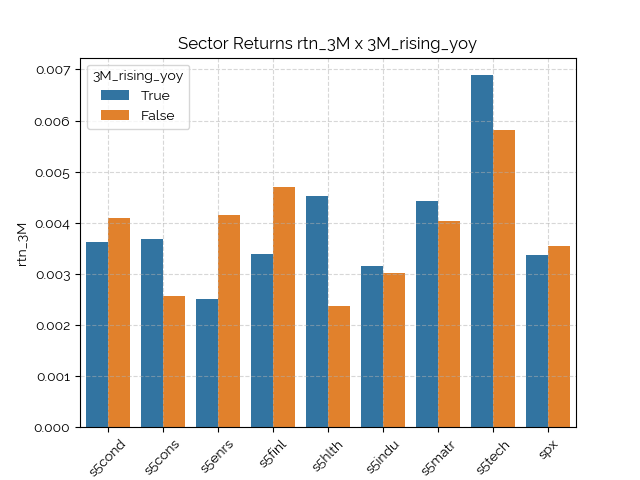 Sector Returns rtn_3M x 3M_rising_yoy
3M_rising_yoy
True
False
rtn_3M
0.007
0.006
0.005
0.004
0.003
0.002
0.001
0.000
s5cond
s5cons
s5enrs
s5finl
s5hlth
s5indu
s5matr
s5tech
spx